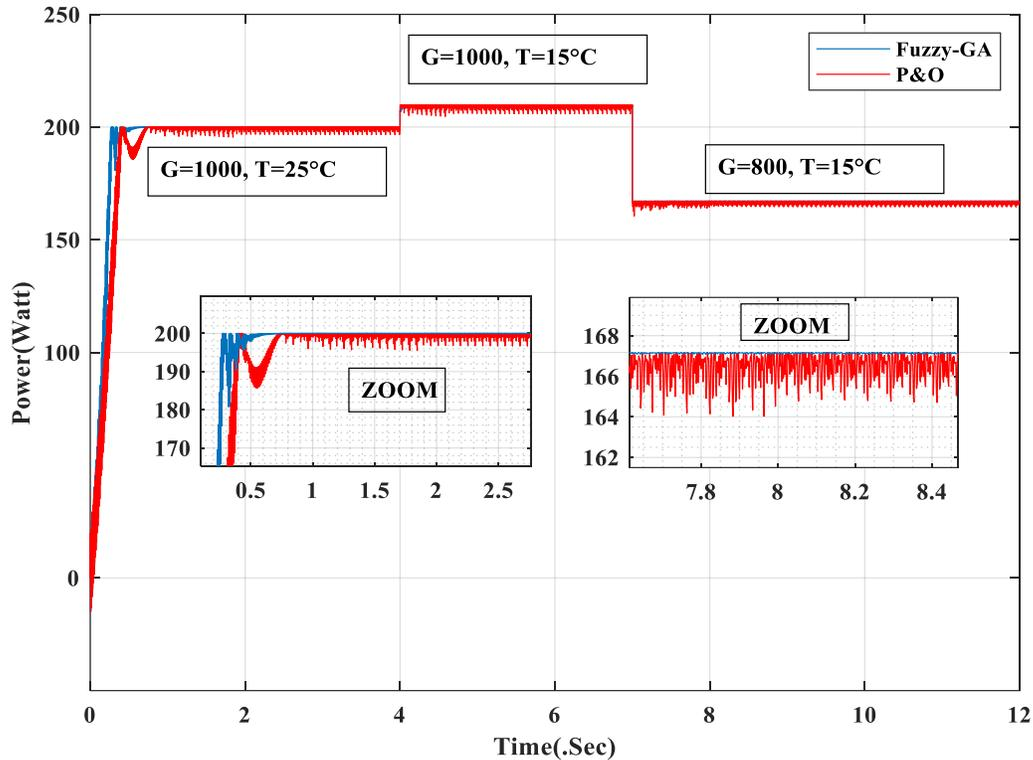 250
200
150
100
0
Power(Watt)
G=1000, T=15°C
Fuzzy-GA
P&O
G=1000, T=25°C
G=800, T=15°C
200
190
180
170
ZOOM
0.5 1 1.5 2 2.5
168
166
164
162
ZOOM
7.8 8 8.2 8.4
0 2 4 6 8 10 12
Time(.Sec)